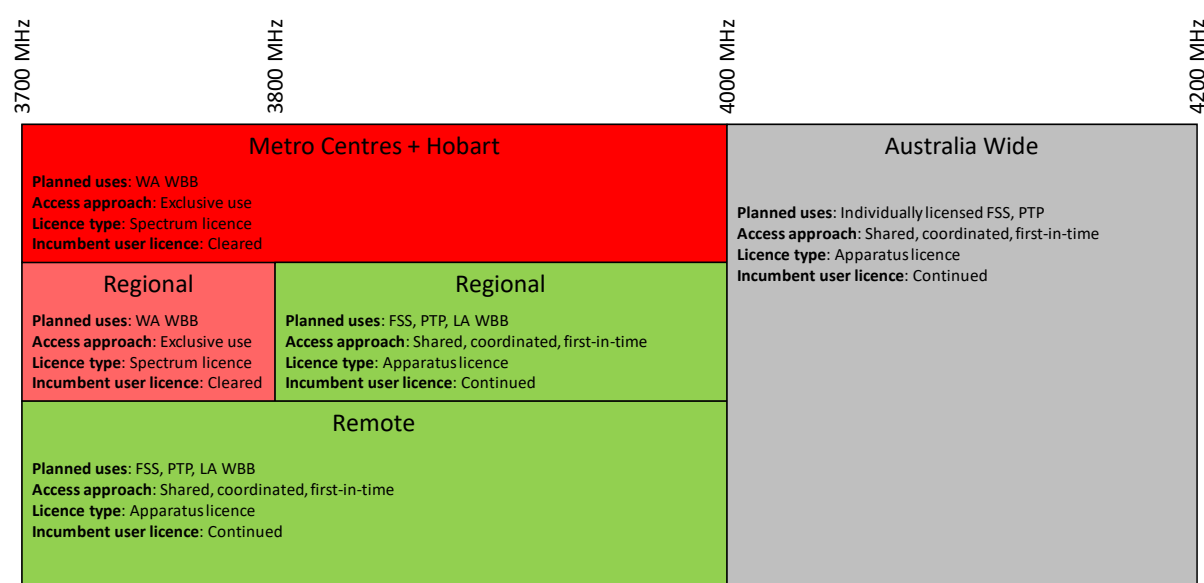 3700 MHz
3800 MHz
4000 MHz
4200 MHz
Metro Centres + Hobart
Planned uses: WA WBB
Access approach: Exclusive use
Licence type: Spectrum licence
Incumbent user licence: Cleared
Australia Wide
Planned uses: Individually licensed FSS, PTP
Access approach: Shared, coordinated, first-in-time
Licence type: Apparatus licence
Incumbent user licence: Continued
Regional
Planned uses: WA WBB
Access approach: Exclusive use
Licence type: Spectrum licence
Incumbent user licence: Cleared
Regional
Planned uses: FSS, PTP, LA WBB
Access approach: Shared, coordinated, first-in-time
Licence type: Apparatus licence
Incumbent user licence: Continued
Remote
Planned uses: FSS, PTP, LA WBB
Access approach: Shared, coordinated, first-in-time
Licence type: Apparatus licence
Incumbent user licence: Continued